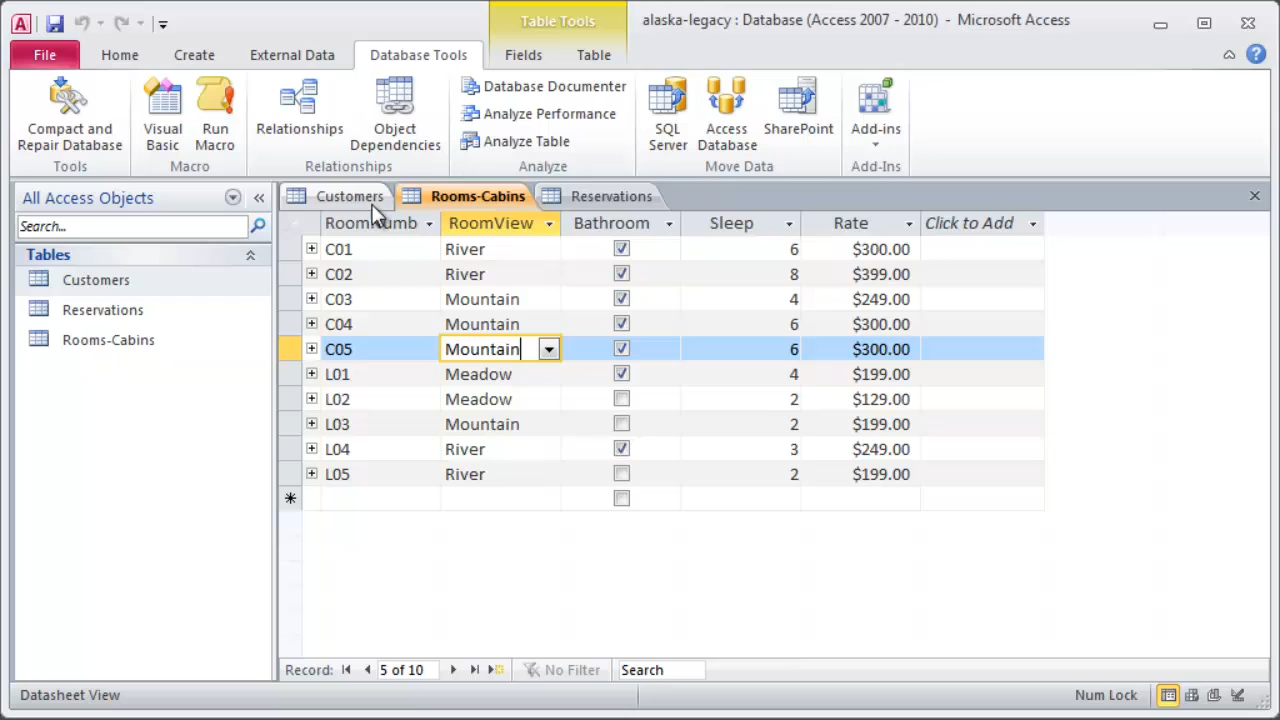 Table Tools
alaska-legacy : Database (Access 2007 - 2010) - Microsoft Access
File Home Create External Data Database Tools Fields Table
Compact and Repair Database
Visual Basic
Run Macro
Relationships
Object Dependencies
Database Documenter
Analyze Performance
Analyze Table
SQL Server
Access Database
SharePoint
Add-ins
Tools Macro Relationships Analyze Move Data Add-Ins
All Access Objects
Search...
Tables
Customers
Reservations
Rooms-Cabins
Customers Rooms-Cabins Reservations
RoomView Bathroom Sleep Rate Click to Add
C01 River 6 $300.00
C02 River 8 $399.00
C03 Mountain 4 $249.00
C04 Mountain 6 $300.00
C05 Mountain 6 $300.00
L01 Meadow 4 $199.00
L02 Meadow 2 $129.00
L03 Mountain 2 $199.00
L04 River 3 $249.00
L05 River 2 $199.00
Record: 5 of 10 No Filter Search
Datasheet View Num Lock